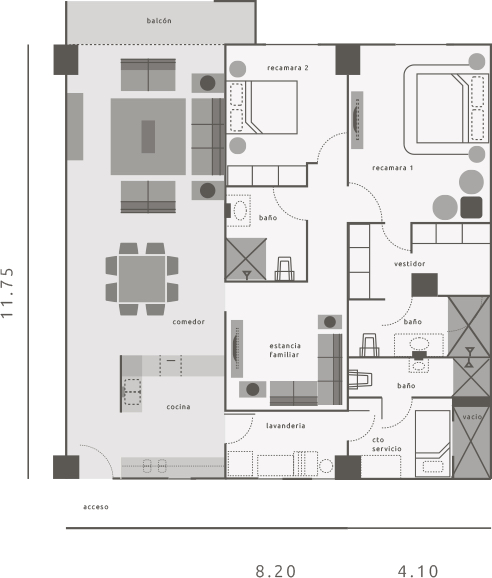 balcón
recamara 2
recamara 1
baño
vestidor
11.75
comedor
baño
estancia
familiar
baño
cocina
vacio
lavanderia
cto
servicio
acceso
8.20
4.10